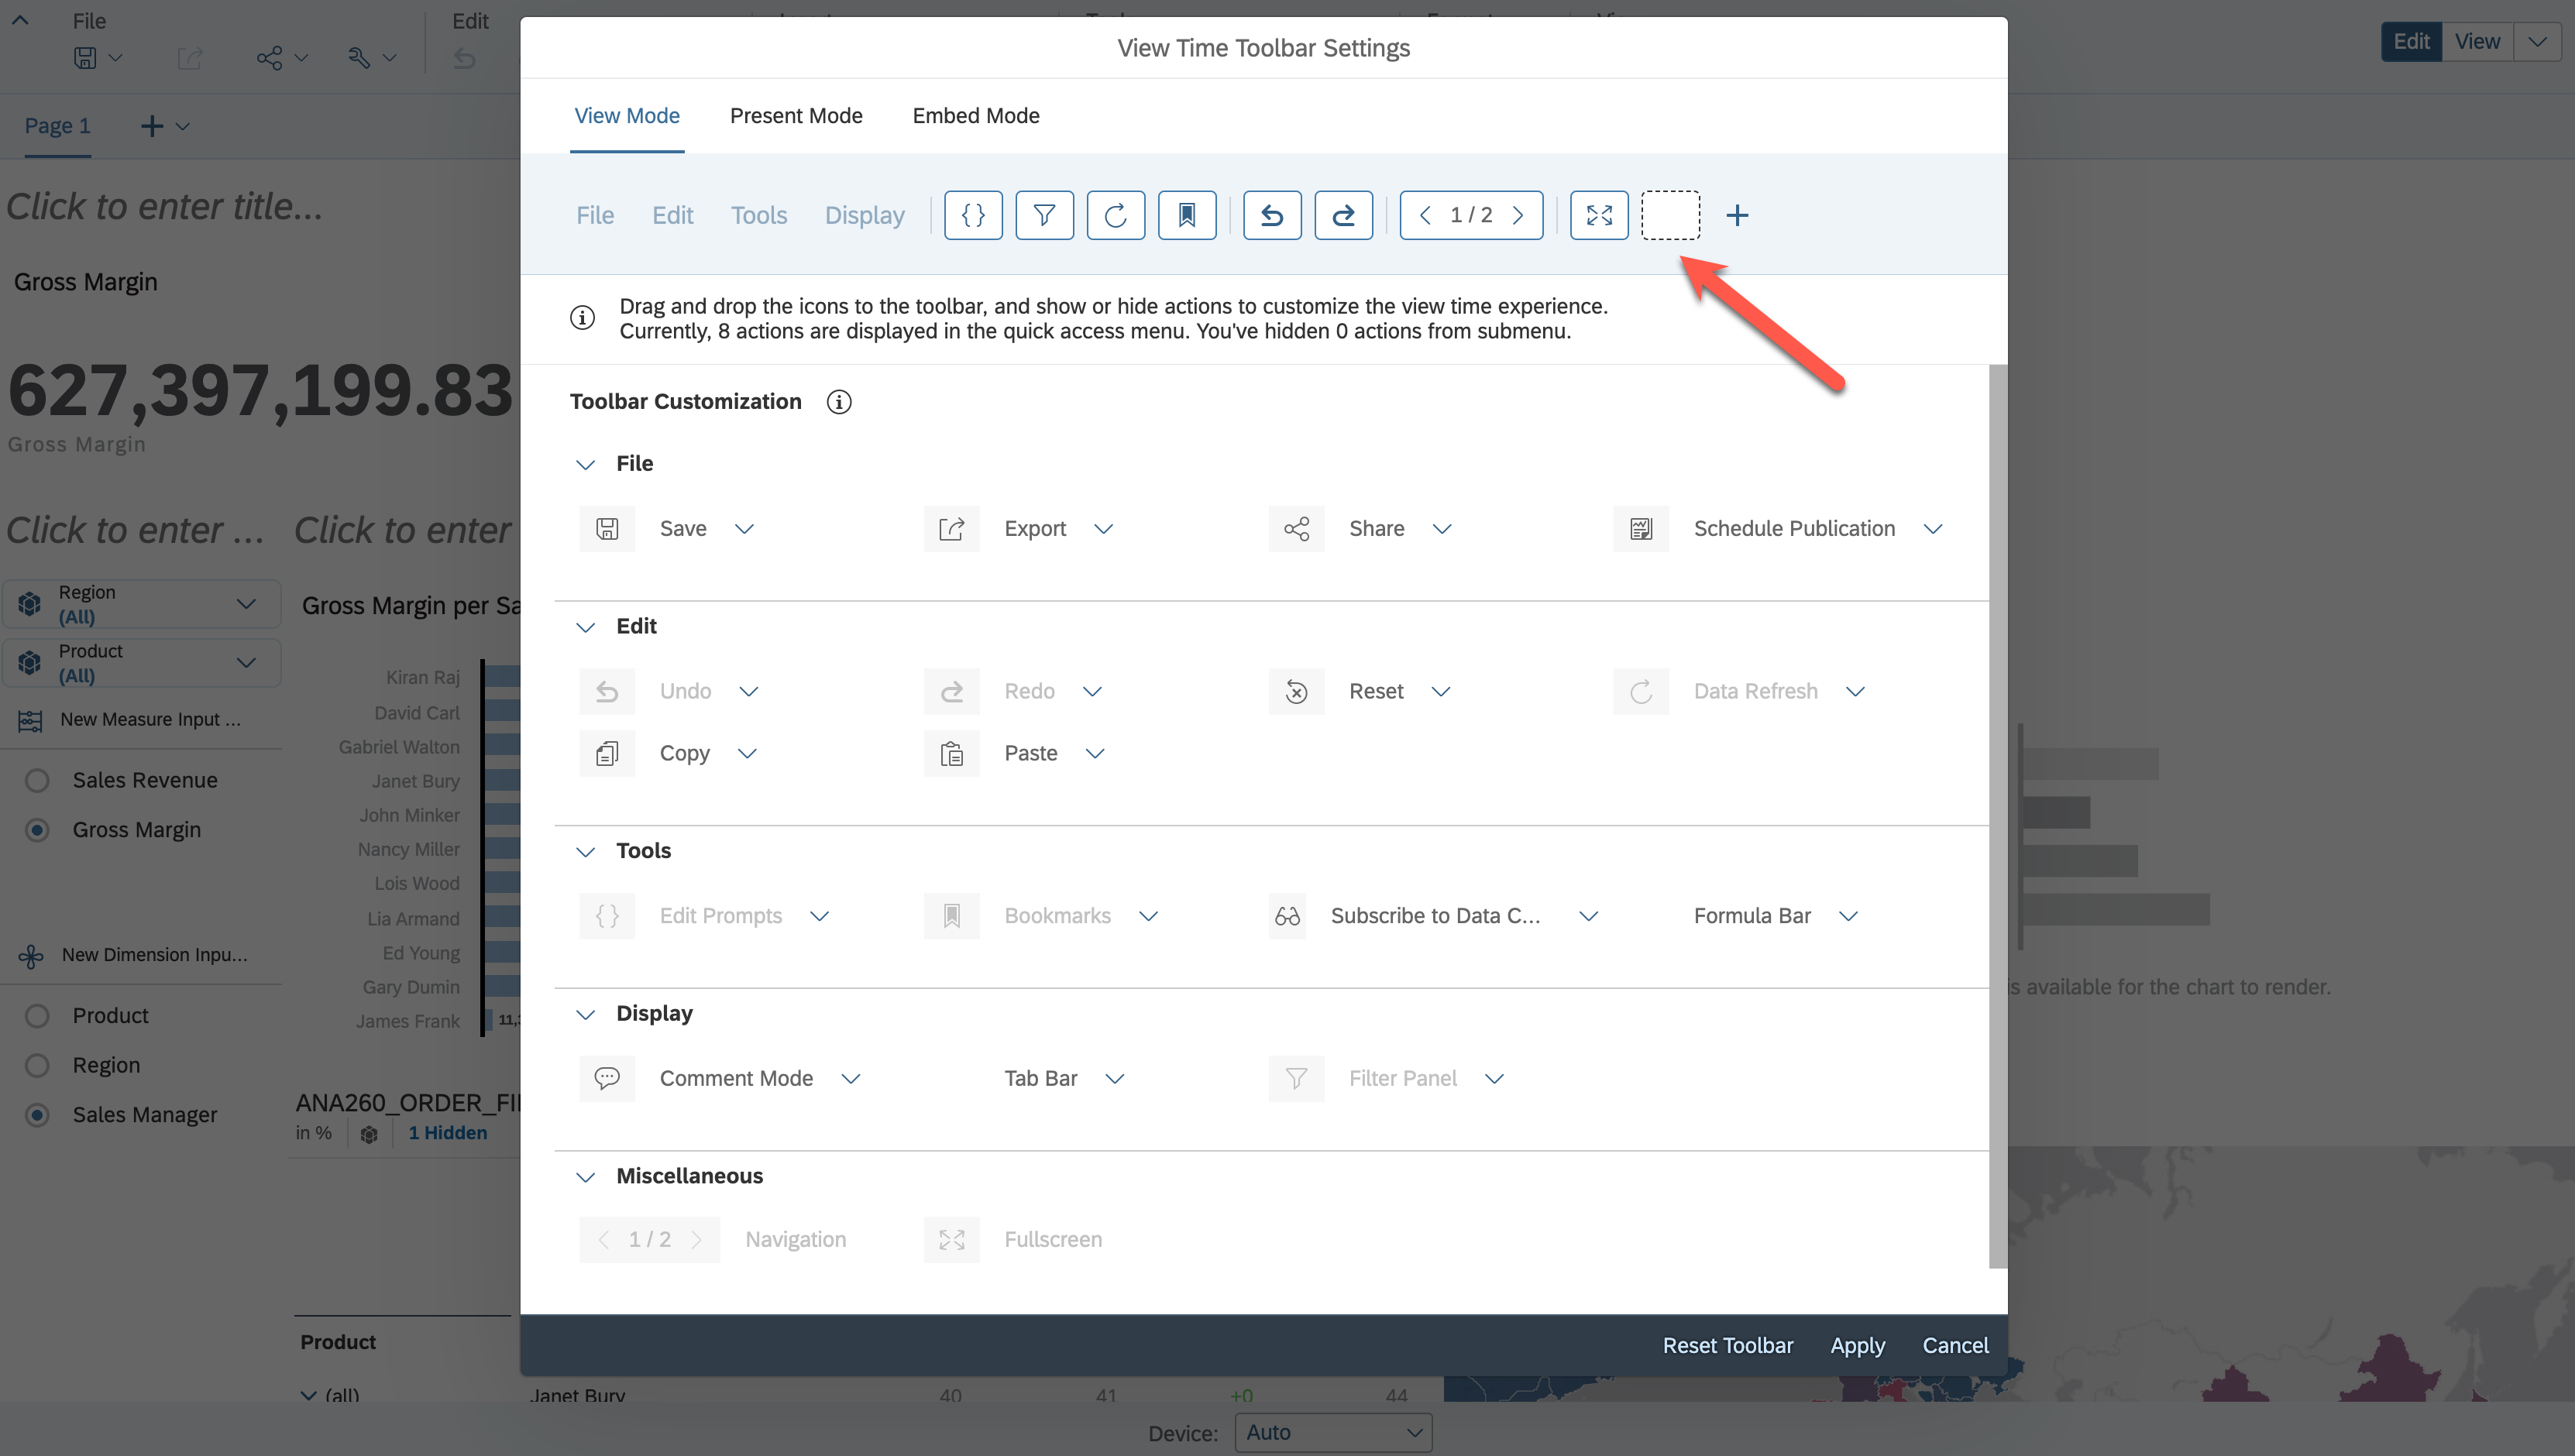 File
Edit
Edit
View
Page 1
View Time Toolbar Settings
View Mode
Present Mode
Embed Mode
File
Edit
Tools
Display
1 / 2
Drag and drop the icons to the toolbar, and show or hide actions to customize the view time experience.
Currently, 8 actions are displayed in the quick access menu. You've hidden 0 actions from submenu.
Toolbar Customization
File
Save
Export
Share
Schedule Publication
Edit
Undo
Redo
Reset
Data Refresh
Copy
Paste
Tools
Edit Prompts
Bookmarks
Subscribe to Data C...
Formula Bar
Display
Comment Mode
Tab Bar
Filter Panel
Miscellaneous
1 / 2
Navigation
Fullscreen
Reset Toolbar
Apply
Cancel
Click to enter title...
Gross Margin
627,397,199.83
Gross Margin
Click to enter ...
Click to enter
Region
(All)
Product
(All)
New Measure Input ...
Sales Revenue
Gross Margin
New Dimension Inpu...
Product
Region
Sales Manager
Gross Margin per Sa
Kiran Raj
David Carl
Gabriel Walton
Janet Bury
John Minker
Nancy Miller
Lois Wood
Lia Armand
Ed Young
Gary Dumin
James Frank
11,
ANA260_ORDER_FI
in %
1 Hidden
Product
(all)
Janet Bury
40
41
+0
44
is available for the chart to render.
Device:
Auto